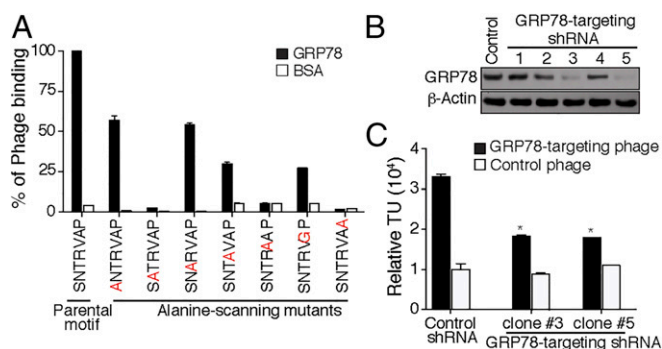 A
% of Phage binding
100
75
50
25
0
GRP78
BSA
SNTRVAP
ANTRVAP
SATRVAP
SNARVAP
SNTAVAP
SNTRAAP
SNTRVGP
SNTRVAA
Parental
motif
Alanine-scanning mutants
B
Control
GRP78-targeting
shRNA
1 2 3 4 5
GRP78
β-Actin
C
GRP78-targeting phage
Control phage
Relative TU (10⁴)
4
3
2
1
0
* *
Control
shRNA
clone #3 clone #5
GRP78-targeting shRNA